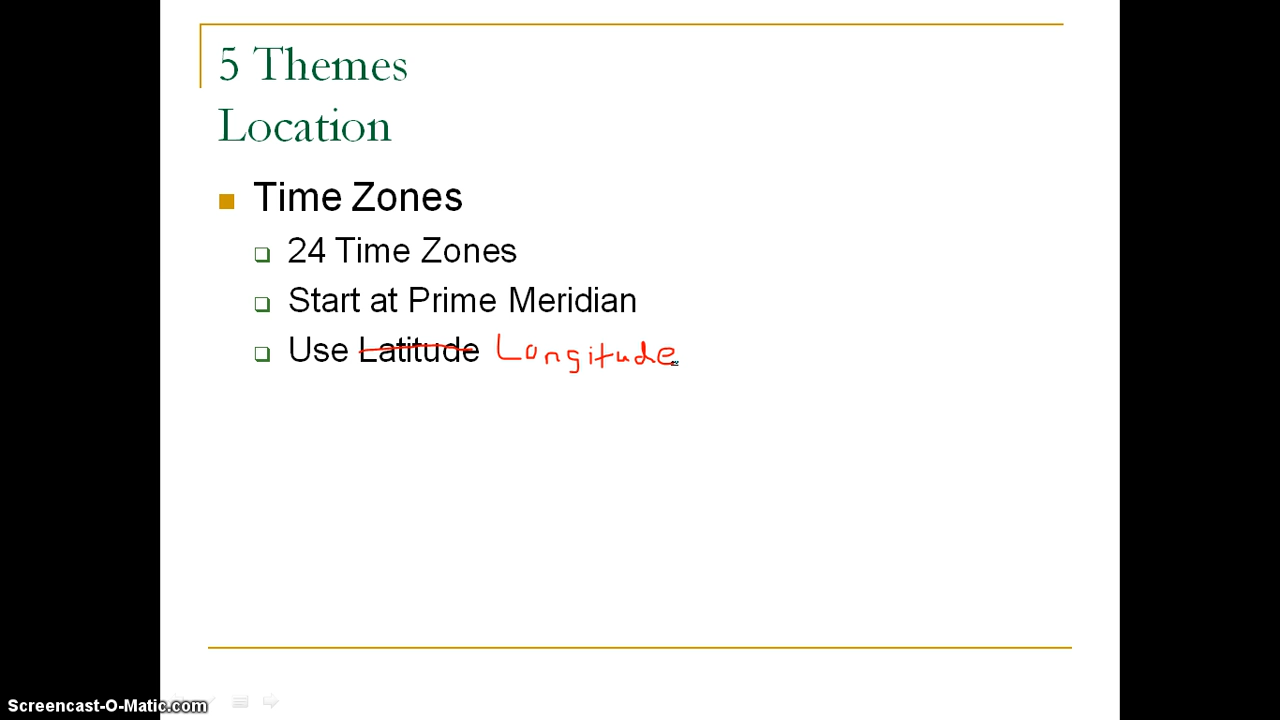 5 Themes
Location
Time Zones
24 Time Zones
Start at Prime Meridian
Use Latitude Longitude
Screencast-O-Matic.com